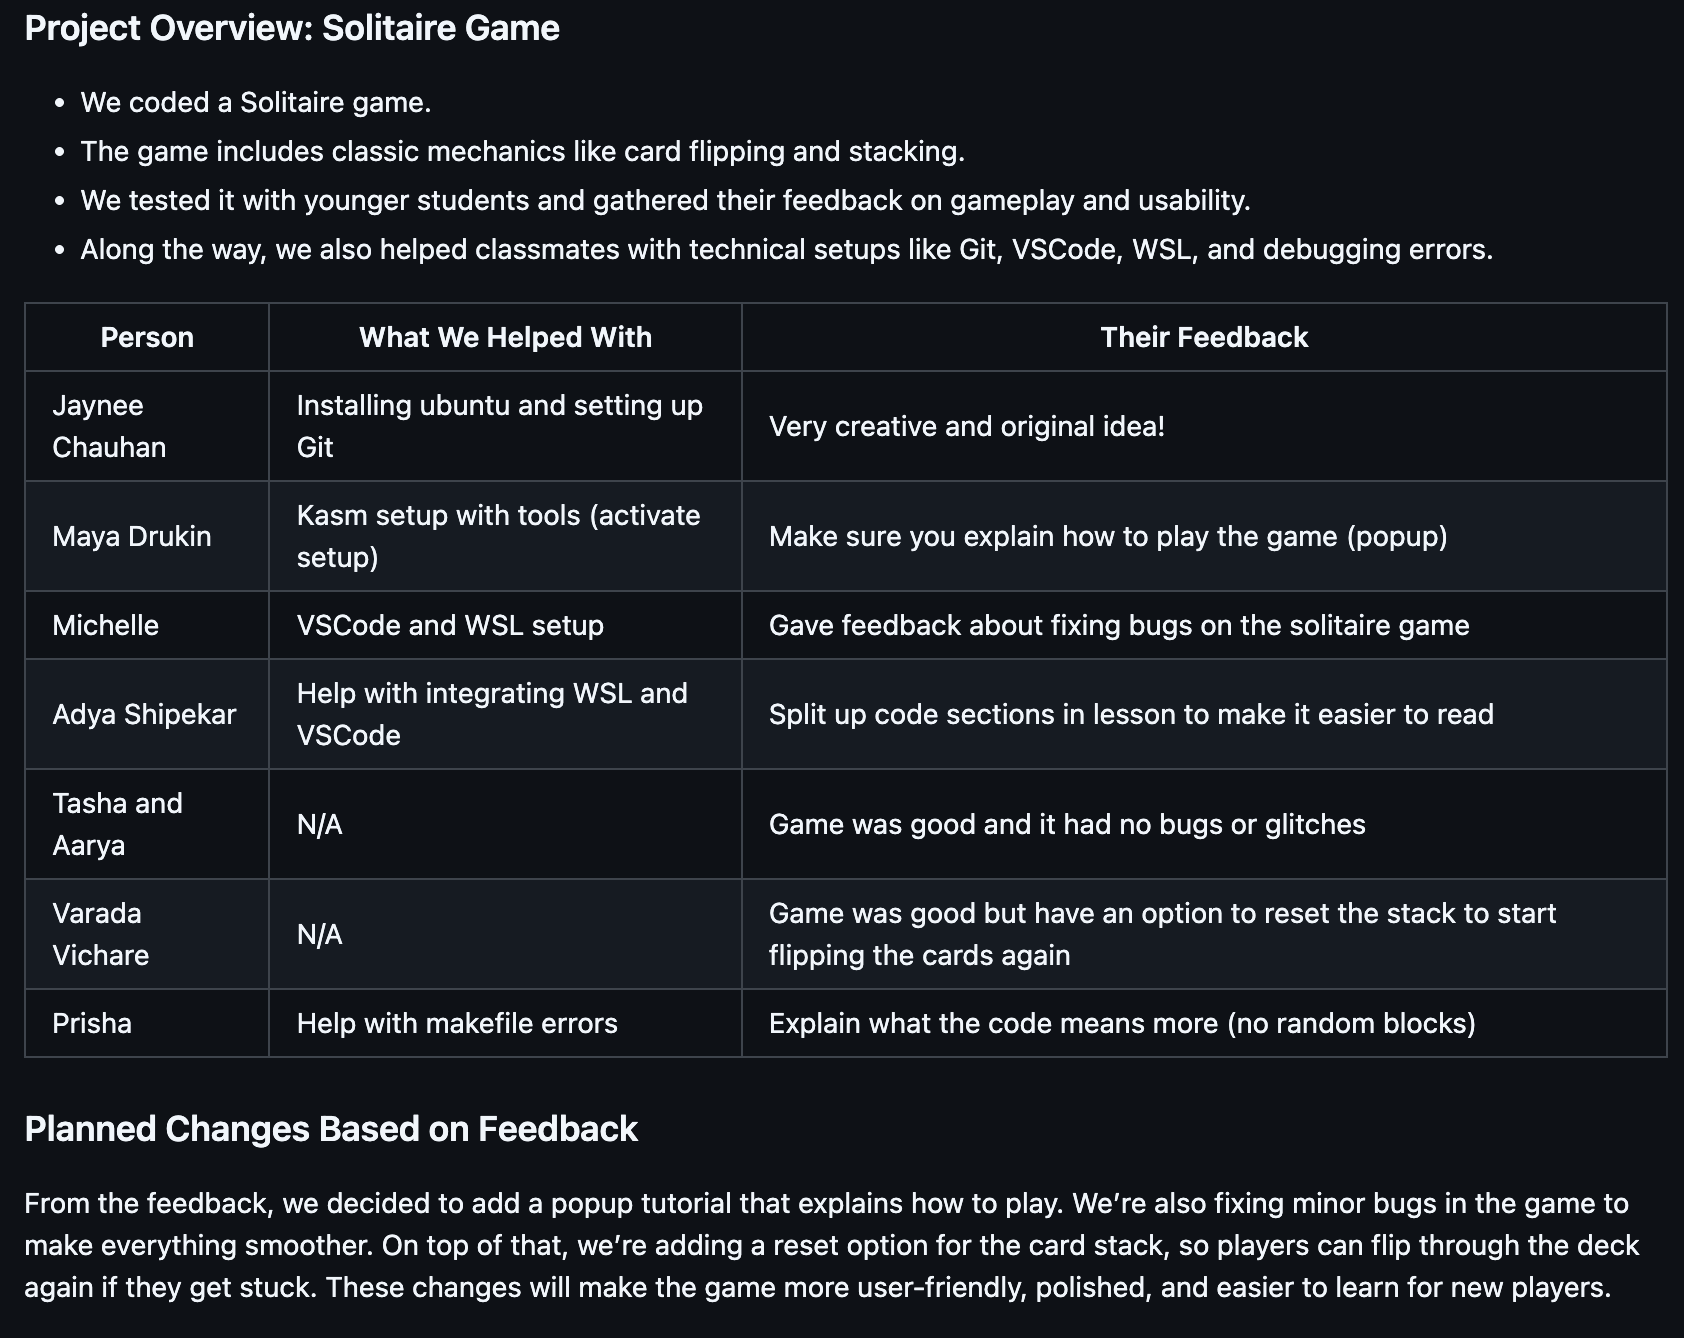 Project Overview: Solitaire Game
• We coded a Solitaire game.
• The game includes classic mechanics like card flipping and stacking.
• We tested it with younger students and gathered their feedback on gameplay and usability.
• Along the way, we also helped classmates with technical setups like Git, VSCode, WSL, and debugging errors.
Person What We Helped With Their Feedback
Jaynee
Chauhan
Installing ubuntu and setting up
Git
Very creative and original idea!
Maya Drukin
Kasm setup with tools (activate
setup)
Make sure you explain how to play the game (popup)
Michelle
VSCode and WSL setup
Gave feedback about fixing bugs on the solitaire game
Adya Shipekar
Help with integrating WSL and
VSCode
Split up code sections in lesson to make it easier to read
Tasha and
Aarya
N/A
Game was good and it had no bugs or glitches
Varada
Vichare
N/A
Game was good but have an option to reset the stack to start
flipping the cards again
Prisha
Help with makefile errors
Explain what the code means more (no random blocks)
Planned Changes Based on Feedback
From the feedback, we decided to add a popup tutorial that explains how to play. We’re also fixing minor bugs in the game to
make everything smoother. On top of that, we’re adding a reset option for the card stack, so players can flip through the deck
again if they get stuck. These changes will make the game more user-friendly, polished, and easier to learn for new players.